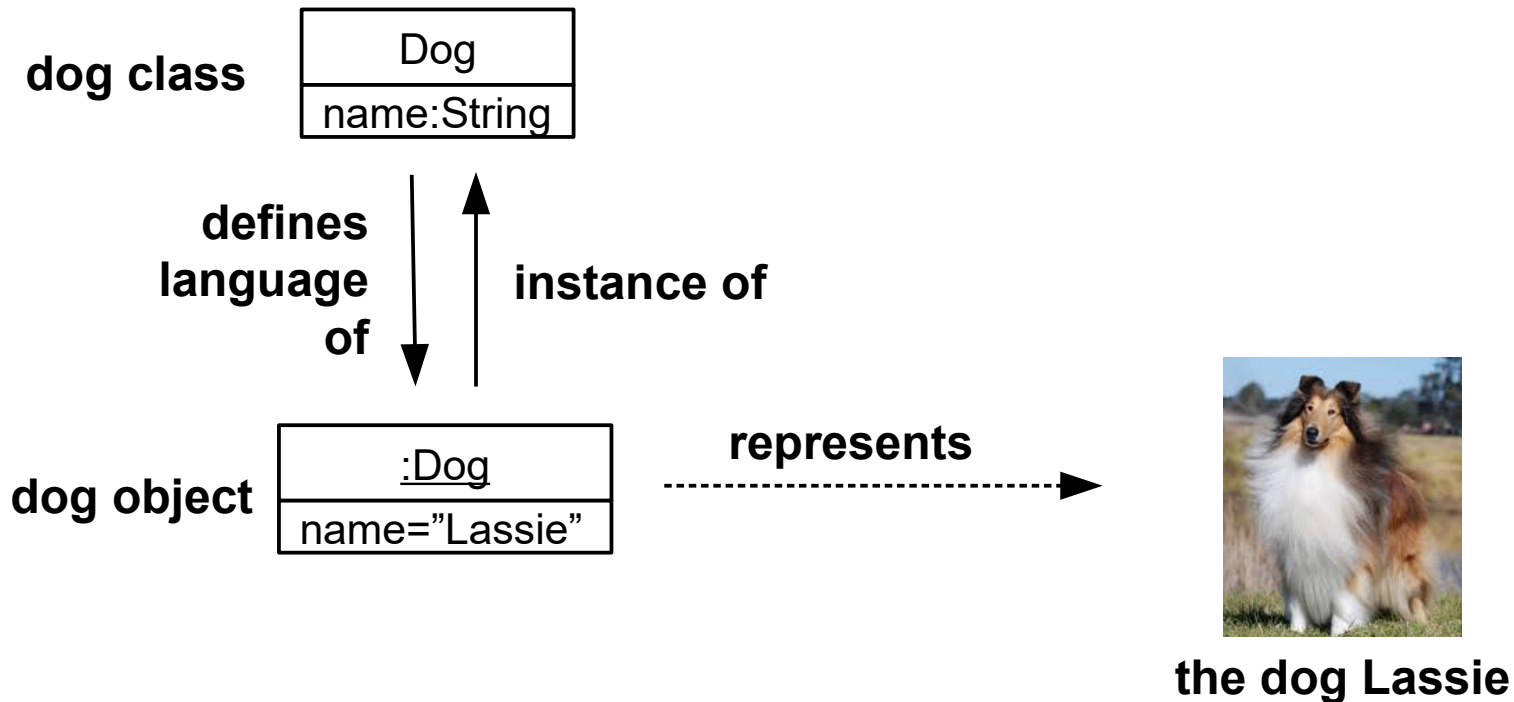 dog class
Dog
name:String
defines
language
of
instance of
dog object
:Dog
name=”Lassie”
represents
the dog Lassie